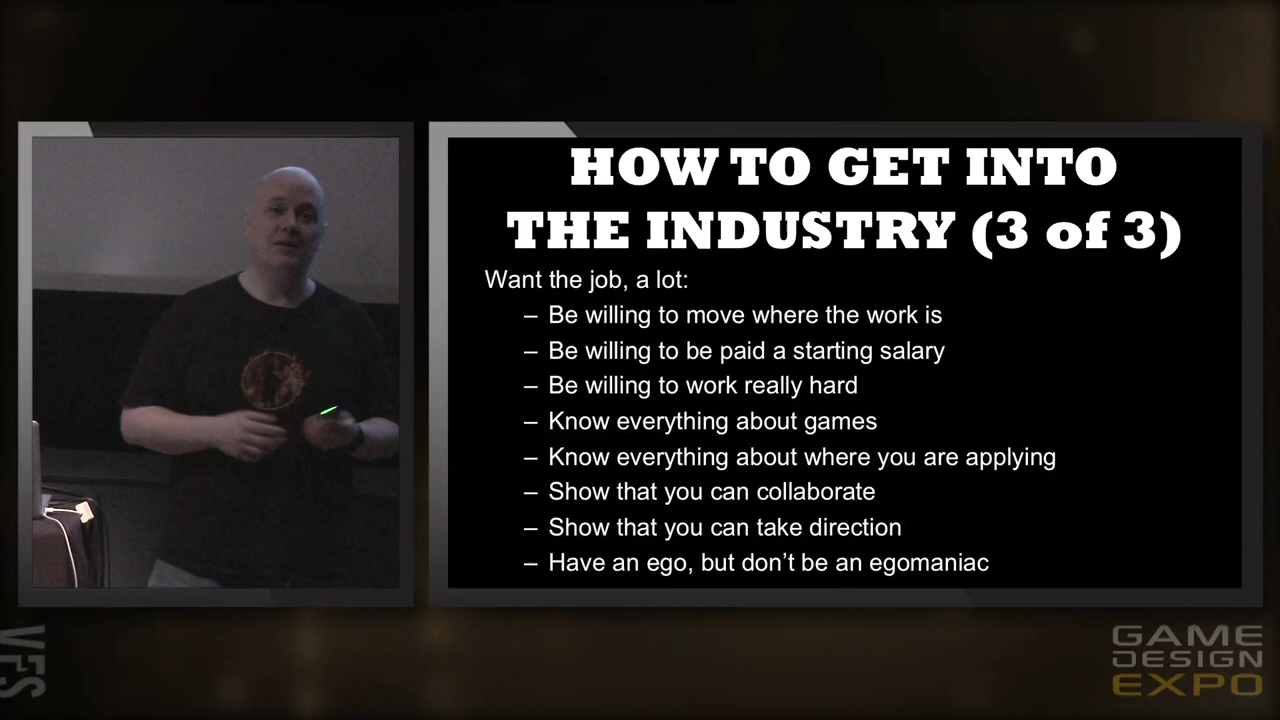 HOW TO GET INTO
THE INDUSTRY (3 of 3)
Want the job, a lot:
– Be willing to move where the work is
– Be willing to be paid a starting salary
– Be willing to work really hard
– Know everything about games
– Know everything about where you are applying
– Show that you can collaborate
– Show that you can take direction
– Have an ego, but don’t be an egomaniac
VFS
GAME
DESIGN
EXPO